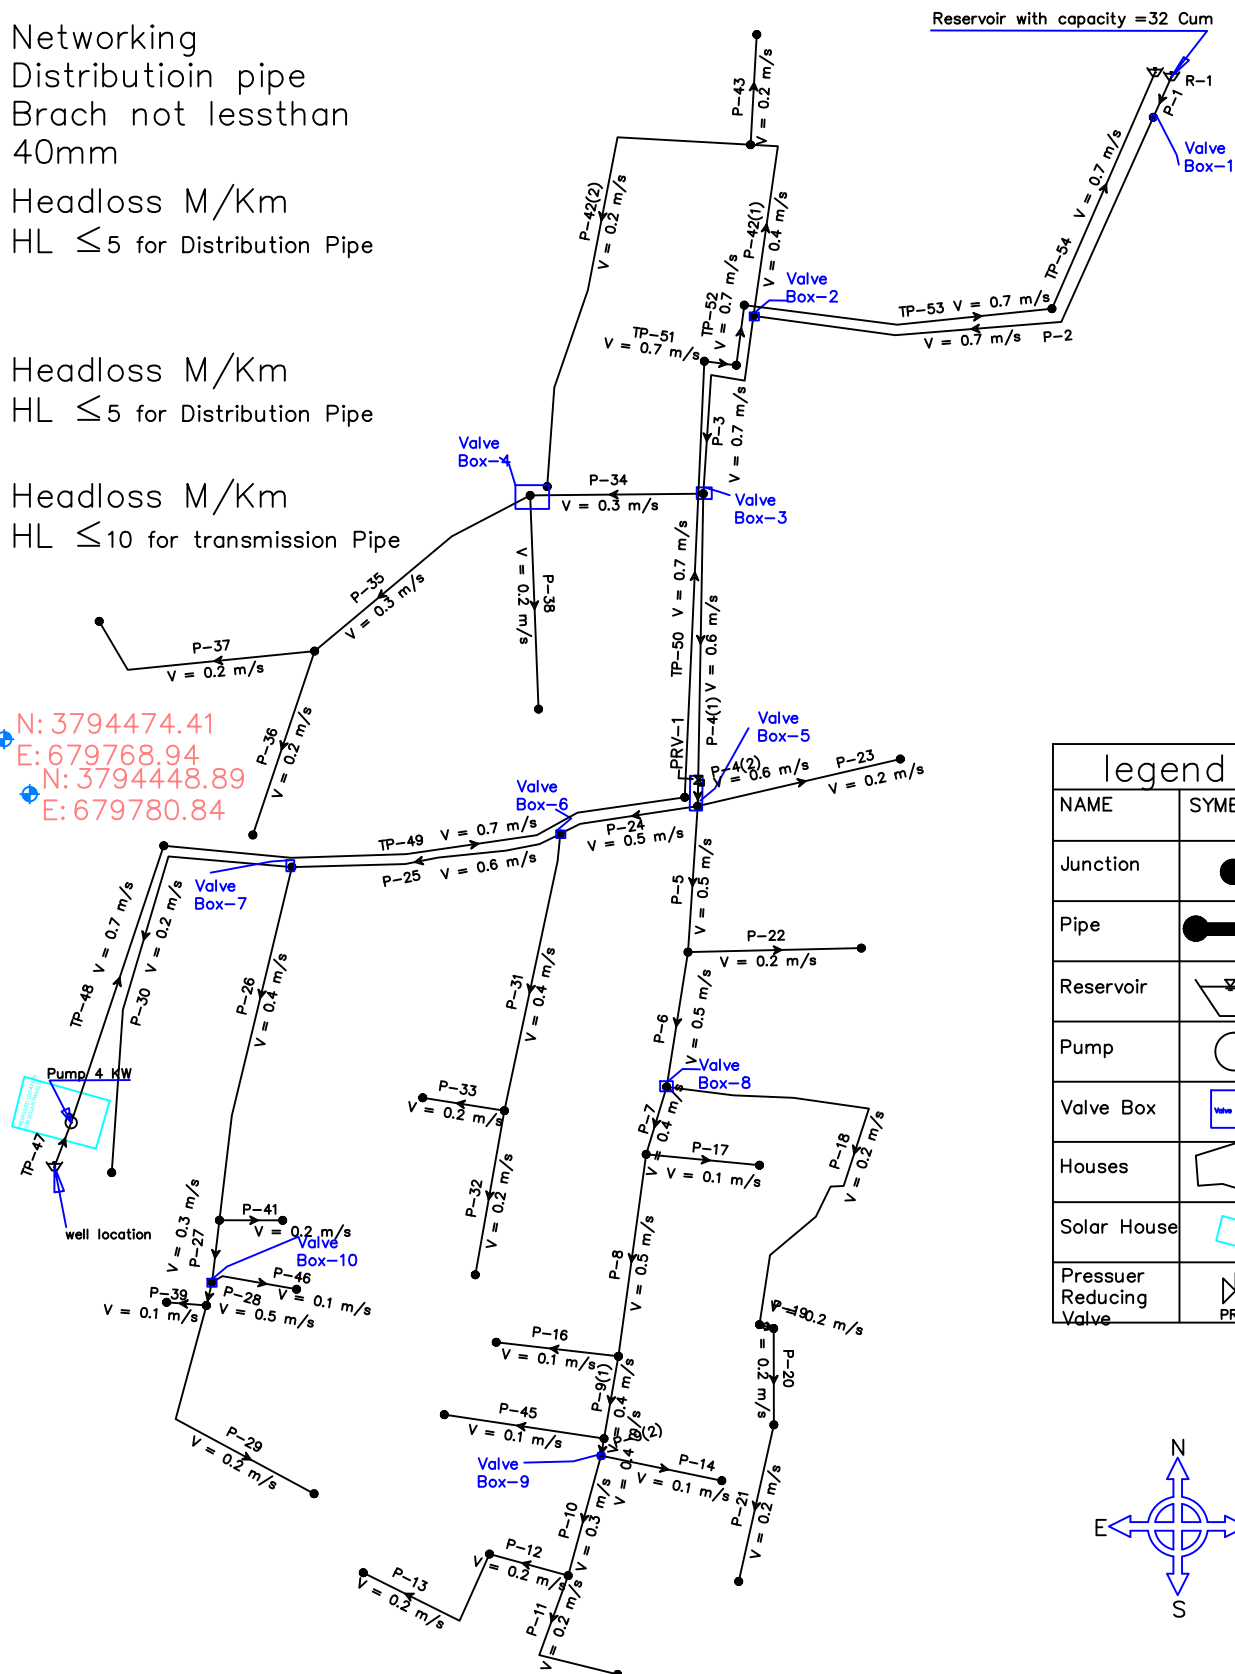 Networking
Distributioin pipe
Brach not lessthan
40mm
Headloss M/Km
HL ≤5 for Distribution Pipe
Headloss M/Km
HL ≤5 for Distribution Pipe
Headloss M/Km
HL ≤10 for transmission Pipe
Reservoir with capacity =32 Cum
R-1
P-1
Valve
Box-1
P-43
V = 0.2 m/s
P-42(2)
V = 0.2 m/s
P-42(1)
V = 0.4 m/s
V = 0.7 m/s
TP-54
Valve
Box-2
TP-53 V = 0.7 m/s
V = 0.7 m/s P-2
TP-52
V = 0.7 m/s
TP-51
V = 0.7 m/s
P-3
V = 0.7 m/s
Valve
Box-4
P-34
V = 0.3 m/s
Valve
Box-3
P-35
V = 0.3 m/s
P-38
V = 0.2 m/s
TP-50 V = 0.7 m/s
P-4(1) V = 0.6 m/s
P-37
V = 0.2 m/s
P-36
V = 0.2 m/s
N: 3794474.41
E: 679768.94
N: 3794448.89
E: 679780.84
PRV-1
Valve
Box-5
P-4(2)
V = 0.6 m/s
P-23
V = 0.2 m/s
Valve
Box-6
P-24
V = 0.5 m/s
TP-49 V = 0.7 m/s
P-25 V = 0.6 m/s
Valve
Box-7
P-5
V = 0.5 m/s
P-22
V = 0.2 m/s
TP-48 V = 0.7 m/s
P-30 V = 0.2 m/s
P-26
V = 0.4 m/s
P-31
V = 0.4 m/s
P-6
V = 0.5 m/s
Valve
Box-8
Pump 4 KW
TP-47
well location
P-33
V = 0.2 m/s
P-32
V = 0.2 m/s
P-7
V = 0.4 m/s
P-17
V = 0.1 m/s
P-18
V = 0.2 m/s
P-27
V = 0.3 m/s
P-41
V = 0.2 m/s
Valve
Box-10
P-46
V = 0.1 m/s
P-39
V = 0.1 m/s
P-28
V = 0.5 m/s
P-8
V = 0.5 m/s
P-19
0.2 m/s
P-20
V = 0.2 m/s
P-16
V = 0.1 m/s
P-9(1)
V = 0.4 m/s
P-29
V = 0.2 m/s
P-45
V = 0.1 m/s
Valve
Box-9
P-14
V = 0.1 m/s
P-21
V = 0.2 m/s
P-10
V = 0.3 m/s
P-12
V = 0.2 m/s
P-13
V = 0.2 m/s
P-11
V = 0.2 m/s
legend
NAME
Junction
Pipe
Reservoir
Pump
Valve Box
Valve
Houses
Solar House
Pressuer
Reducing
Valve
N
E
S